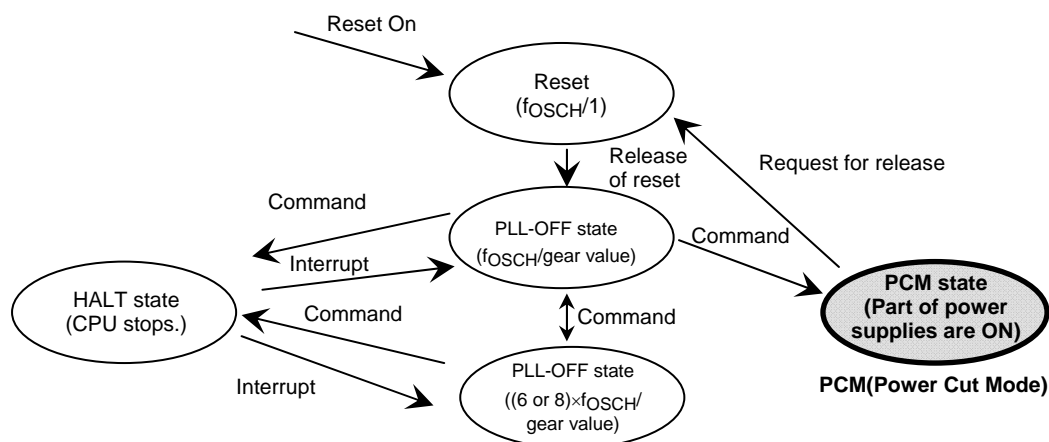 Reset On
Reset
(fOSCH/1)
Release
of reset
Request for release
Command
PLL-OFF state
(fOSCH/gear value)
Command
Interrupt
HALT state
(CPU stops.)
Command
Command
PCM state
(Part of power
supplies are ON)
PCM(Power Cut Mode)
Interrupt
PLL-OFF state
((6 or 8)×fOSCH/
gear value)